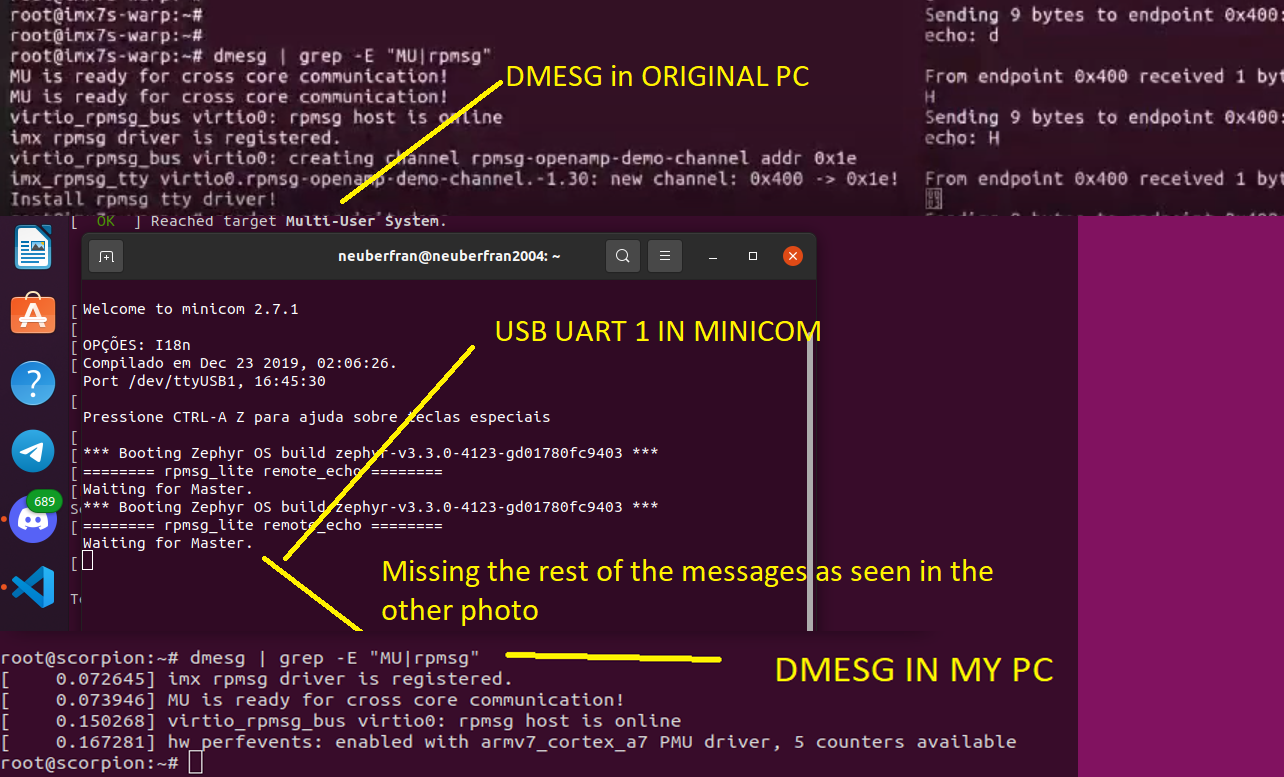 root@imx7s-warp:~#
root@imx7s-warp:~#
root@imx7s-warp:~# dmesg | grep -E "MU|rpmsg"
MU is ready for cross core communication!
MU is ready for cross core communication!
virtio_rpmsg_bus virtio0: rpmsg host is online
imx rpmsg driver is registered.
virtio_rpmsg_bus virtio0: creating channel rpmsg-openamp-demo-channel addr 0x1e
imx_rpmsg_tty virtio0.rpmsg-openamp-demo-channel.-1.30: new channel: 0x400 -> 0x1e!
Install rpmsg tty driver!
DMESG in ORIGINAL PC
Sending 9 bytes to endpoint 0x400:
echo: d
From endpoint 0x400 received 1 byt
H
Sending 9 bytes to endpoint 0x400:
echo: H
From endpoint 0x400 received 1 byt
[ OK ] Reached target Multi-User System.
neuberfran@neuberfran2004: ~
Welcome to minicom 2.7.1
OPÇÕES: I18n
Compilado em Dec 23 2019, 02:06:26.
Port /dev/ttyUSB1, 16:45:30
Pressione CTRL-A Z para ajuda sobre teclas especiais
*** Booting Zephyr OS build zephyr-v3.3.0-4123-gd01780fc9403 ***
======== rpmsg_lite remote_echo ========
Waiting for Master.
*** Booting Zephyr OS build zephyr-v3.3.0-4123-gd01780fc9403 ***
======== rpmsg_lite remote_echo ========
Waiting for Master.
USB UART 1 IN MINICOM
Missing the rest of the messages as seen in the
other photo
689
root@scorpion:~# dmesg | grep -E "MU|rpmsg"
[    0.072645] imx rpmsg driver is registered.
[    0.073946] MU is ready for cross core communication!
[    0.150268] virtio_rpmsg_bus virtio0: rpmsg host is online
[    0.167281] hw_perfevents: enabled with armv7_cortex_a7 PMU driver, 5 counters available
root@scorpion:~#
DMESG IN MY PC